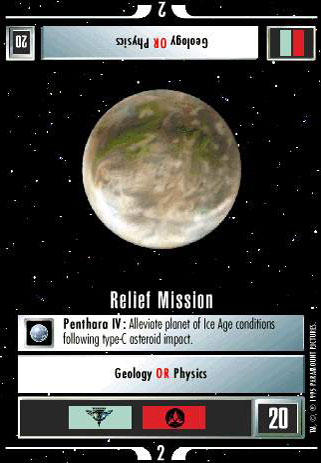 2
Geology OR Physics
20
Relief Mission
Penthara IV: Alleviate planet of Ice Age conditions
following type-C asteroid impact.
Geology OR Physics
20
2
TM, ©, ® 1995 PARAMOUNT PICTURES.